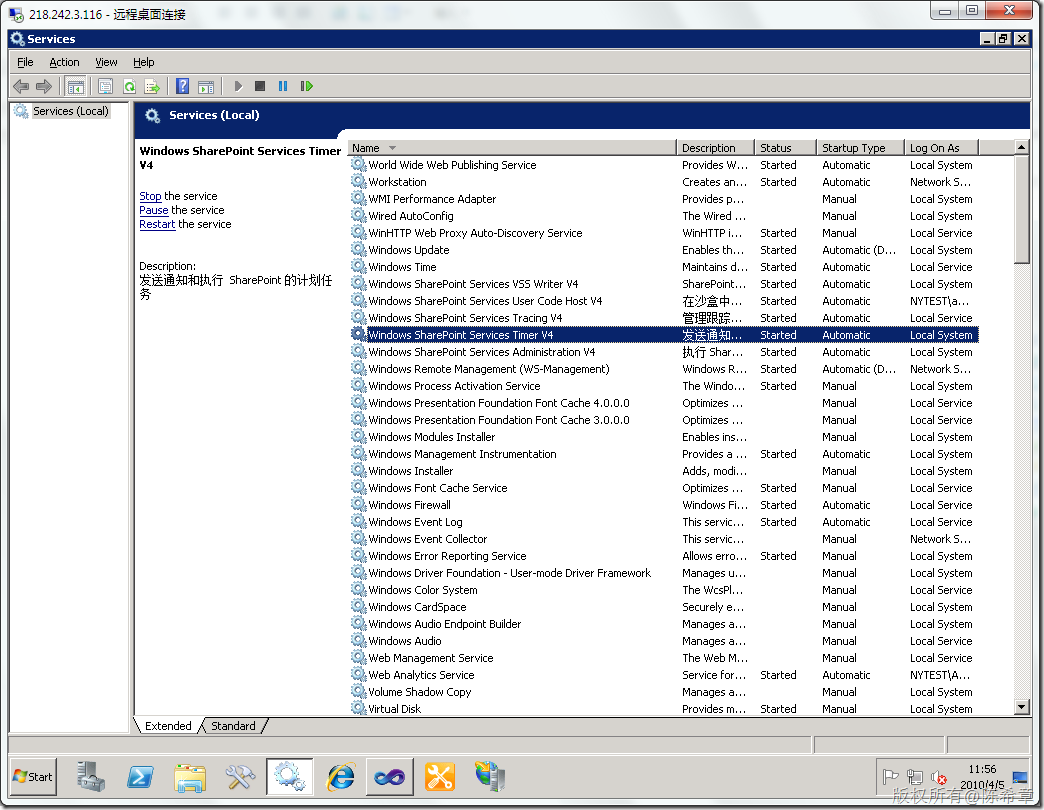 218.242.3.116 - 远程桌面连接
Services
File Action View Help
Services (Local)
Services (Local)
Windows SharePoint Services Timer V4
Stop the service
Pause the service
Restart the service
Description:
发送通知和执行 SharePoint 的计划任务
Name Description Status Startup Type Log On As
World Wide Web Publishing Service Provides W... Started Automatic Local System
Workstation Creates an... Started Automatic Network S...
WMI Performance Adapter Provides p... Manual Local System
Wired AutoConfig The Wired ... Manual Local System
WinHTTP Web Proxy Auto-Discovery Service WinHTTP i... Started Manual Local Service
Windows Update Enables th... Started Automatic (D... Local System
Windows Time Maintains d... Started Automatic Local Service
Windows SharePoint Services VSS Writer V4 SharePoint... Started Automatic Local System
Windows SharePoint Services User Code Host V4 在沙盒中... Started Automatic NYTEST\a...
Windows SharePoint Services Tracing V4 管理跟踪... Started Automatic Local Service
Windows SharePoint Services Timer V4 发送通知... Started Automatic Local System
Windows SharePoint Services Administration V4 执行 Shar... Started Automatic Local System
Windows Remote Management (WS-Management) Windows R... Started Automatic (D... Network S...
Windows Process Activation Service The Windo... Started Manual Local System
Windows Presentation Foundation Font Cache 4.0.0.0 Optimizes ... Manual Local Service
Windows Presentation Foundation Font Cache 3.0.0.0 Optimizes ... Manual Local Service
Windows Modules Installer Enables ins... Manual Local System
Windows Management Instrumentation Provides a ... Started Automatic Local System
Windows Installer Adds, modi... Manual Local System
Windows Font Cache Service Optimizes ... Started Manual Local Service
Windows Firewall Windows Fi... Started Automatic Local Service
Windows Event Log This servic... Started Automatic Local Service
Windows Event Collector This servic... Manual Network S...
Windows Error Reporting Service Allows erro... Started Manual Local System
Windows Driver Foundation - User-mode Driver Framework Manages u... Manual Local System
Windows Color System The WcsPl... Manual Local Service
Windows CardSpace Securely e... Manual Local System
Windows Audio Endpoint Builder Manages a... Manual Local System
Windows Audio Manages a... Manual Local Service
Web Management Service The Web M... Manual Local Service
Web Analytics Service Service for... Started Automatic NYTEST\A...
Volume Shadow Copy Manages a... Manual Local System
Virtual Disk Provides m... Started Manual Local System
Extended Standard
Start
11:56
2010/4/5
版权所有@陈希章